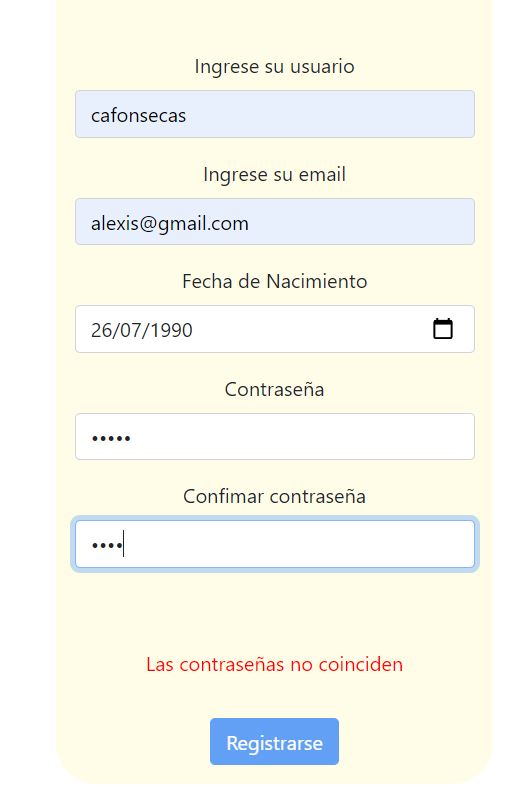 Ingrese su usuario
cafonsecas
Ingrese su email
alexis@gmail.com
Fecha de Nacimiento
26/07/1990
Contraseña
•••••
Confimar contraseña
••••
Las contraseñas no coinciden
Registrarse